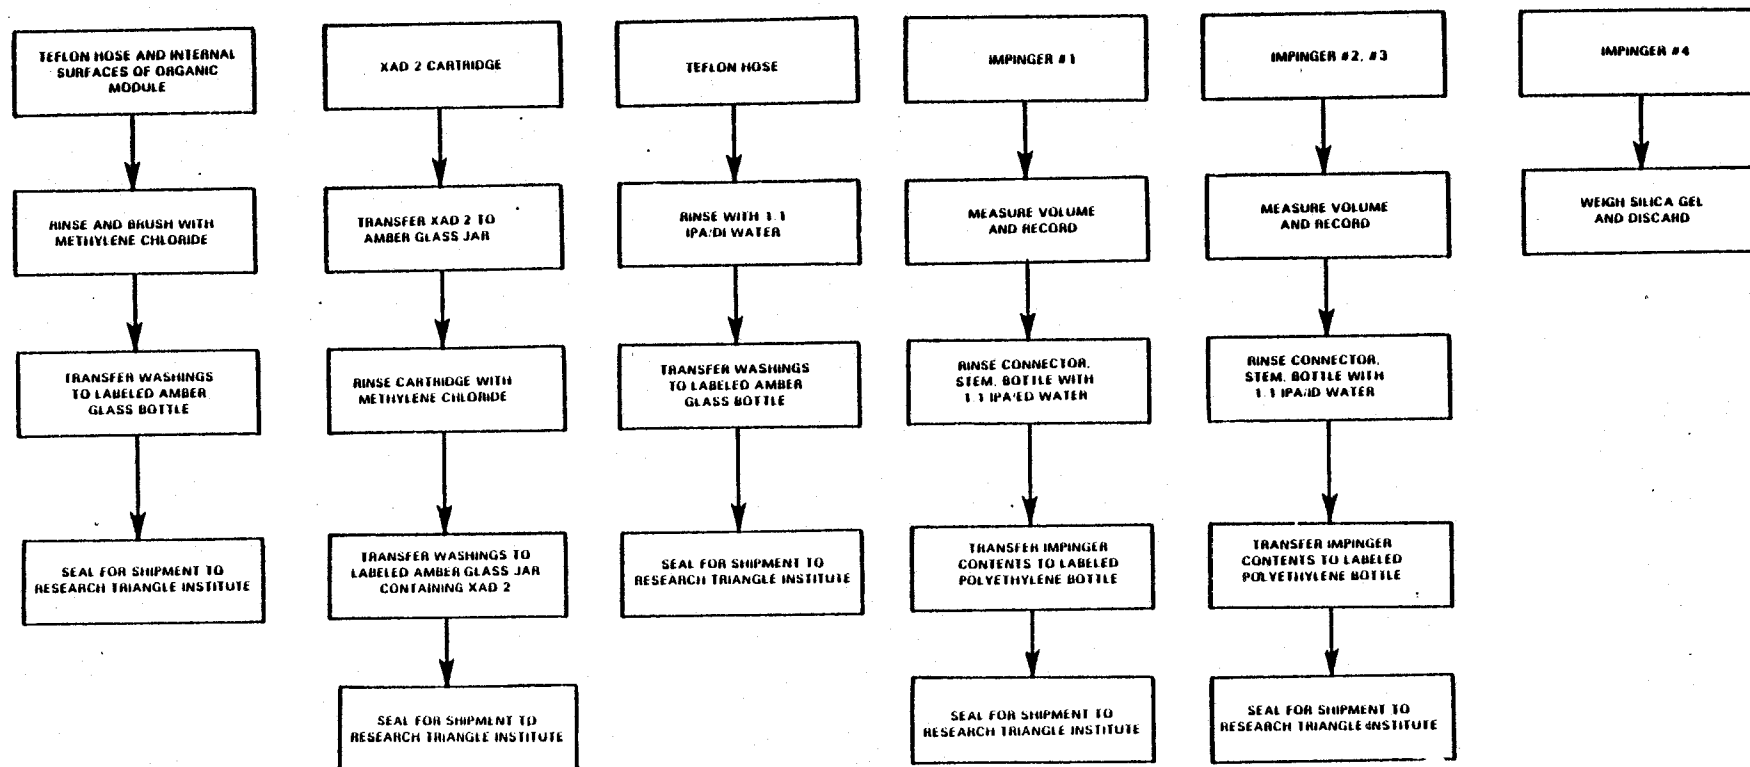 TEFLON HOSE AND INTERNAL
SURFACES OF ORGANIC
MODULE
RINSE AND BRUSH WITH
METHYLENE CHLORIDE
TRANSFER WASHINGS
TO LABELED AMBER
GLASS BOTTLE
SEAL FOR SHIPMENT TO
RESEARCH TRIANGLE INSTITUTE
XAD 2 CARTRIDGE
TRANSFER XAD 2 TO
AMBER GLASS JAR
RINSE CARTRIDGE WITH
METHYLENE CHLORIDE
TRANSFER WASHINGS TO
LABELED AMBER GLASS JAR
CONTAINING XAD 2
SEAL FOR SHIPMENT TO
RESEARCH TRIANGLE INSTITUTE
TEFLON HOSE
RINSE WITH 1.1
IPA/DI WATER
TRANSFER WASHINGS
TO LABELED AMBER
GLASS BOTTLE
SEAL FOR SHIPMENT TO
RESEARCH TRIANGLE INSTITUTE
IMPINGER #1
MEASURE VOLUME
AND RECORD
RINSE CONNECTOR,
STEM, BOTTLE WITH
1.1 IPA/ED WATER
TRANSFER IMPINGER
CONTENTS TO LABELED
POLYETHYLENE BOTTLE
SEAL FOR SHIPMENT TO
RESEARCH TRIANGLE INSTITUTE
IMPINGER #2, #3
MEASURE VOLUME
AND RECORD
RINSE CONNECTOR,
STEM, BOTTLE WITH
1.1 IPA/ID WATER
TRANSFER IMPINGER
CONTENTS TO LABELED
POLYETHYLENE BOTTLE
SEAL FOR SHIPMENT TO
RESEARCH TRIANGLE INSTITUTE
IMPINGER #4
WEIGH SILICA GEL
AND DISCARD